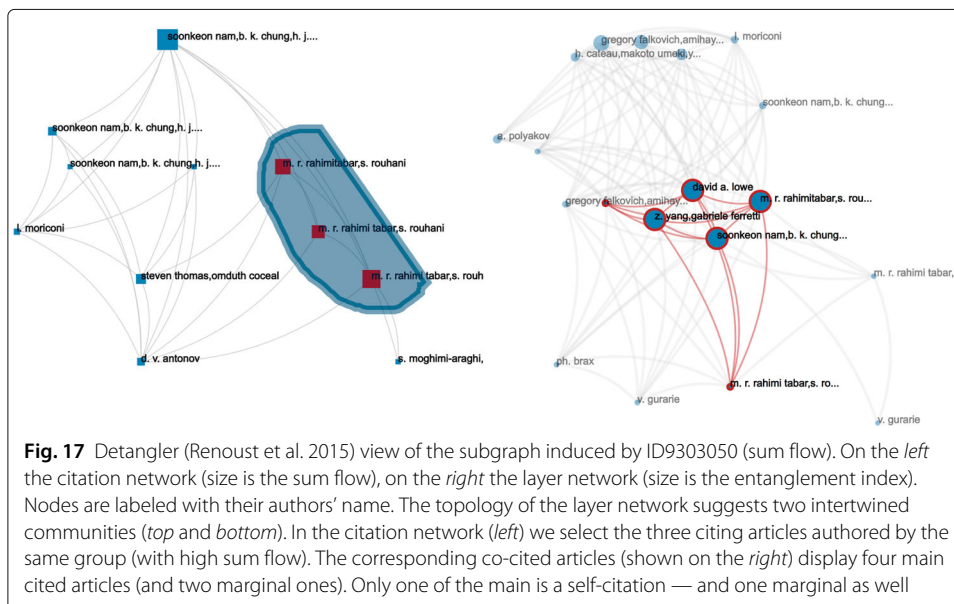 soonkeon nam,b. k. chung,h. j....
soonkeon nam,b. k. chung,h. j....
soonkeon nam,b. k. chung,h. j....
m. r. rahimitabar,s. rouhani
l. moriconi
m. r. rahimi tabar,s. rouhani
steven thomas,omduth coceal
m. r. rahimi tabar,s. rouh
d. v. antonov
s. moghimi-araghi,
gregory falkovich,amihay...
l. moriconi
h. cateau,makoto umeki,y...
soonkeon nam,b. k. chung...
a. polyakov
david a. lowe
gregory falkovich,amihay...
m. r. rahimitabar,s. rou...
z. yang,gabriele ferretti
soonkeon nam,b. k. chung...
m. r. rahimi tabar,
ph. brax
m. r. rahimi tabar,s. ro...
v. gurarie
v. gurarie
Fig. 17 Detangler (Renoust et al. 2015) view of the subgraph induced by ID9303050 (sum flow). On the left
the citation network (size is the sum flow), on the right the layer network (size is the entanglement index).
Nodes are labeled with their authors’ name. The topology of the layer network suggests two intertwined
communities (top and bottom). In the citation network (left) we select the three citing articles authored by the
same group (with high sum flow). The corresponding co-cited articles (shown on the right) display four main
cited articles (and two marginal ones). Only one of the main is a self-citation — and one marginal as well